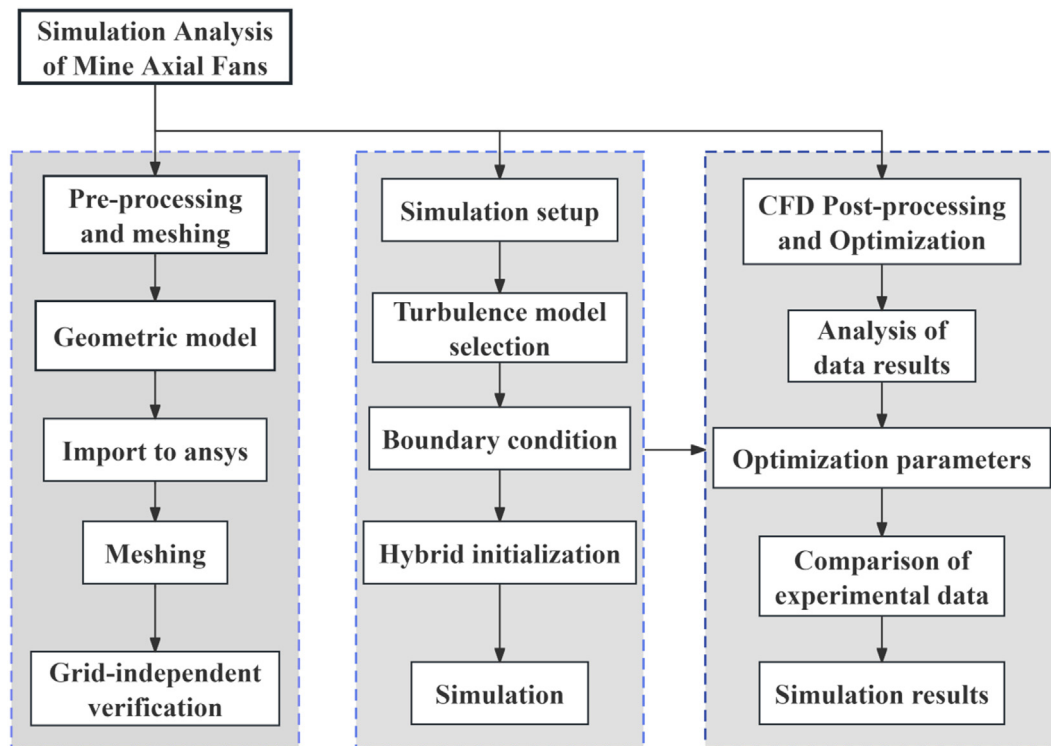 Simulation Analysis
of Mine Axial Fans
Pre-processing
and meshing
Geometric model
Import to ansys
Meshing
Grid-independent
verification
Simulation setup
Turbulence model
selection
Boundary condition
Hybrid initialization
Simulation
CFD Post-processing
and Optimization
Analysis of
data results
Optimization parameters
Comparison of
experimental data
Simulation results